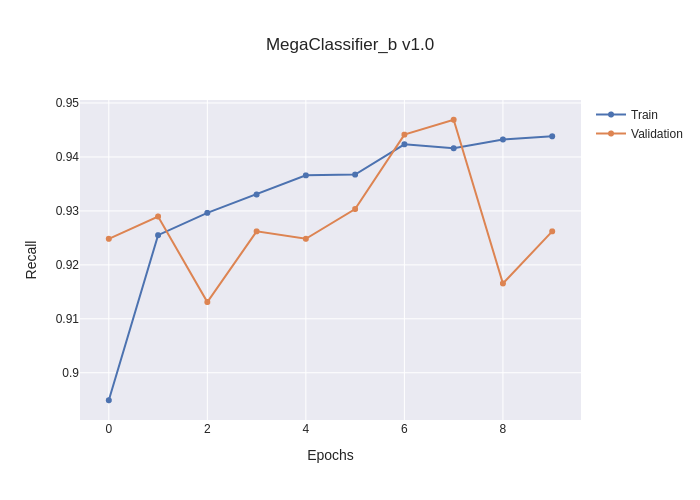 MegaClassifier_b v1.0
Train
Validation
0.95
0.94
0.93
0.92
0.91
0.9
Recall
0 2 4 6 8
Epochs